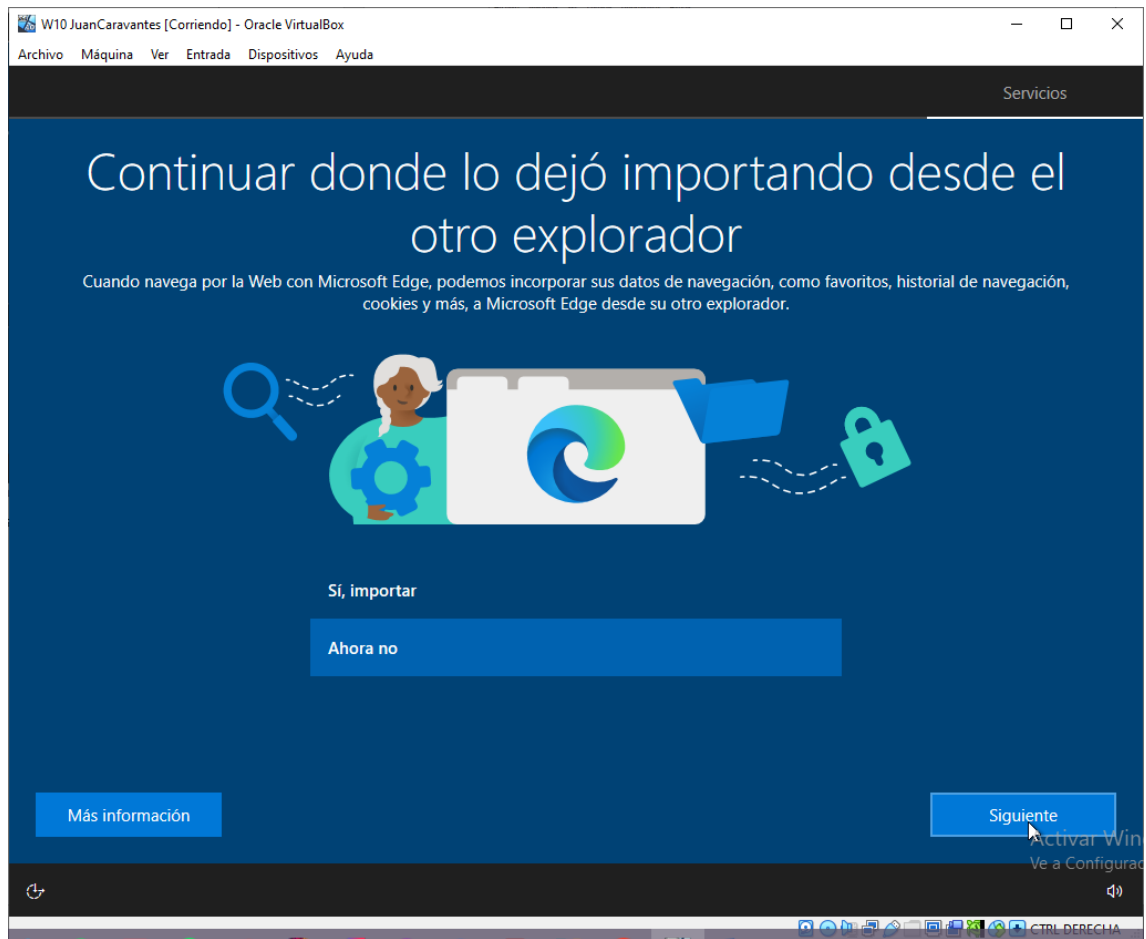 W10 JuanCaravantes [Corriendo] - Oracle VirtualBox
Archivo Máquina Ver Entrada Dispositivos Ayuda
Servicios
Continuar donde lo dejó importando desde el
otro explorador
Cuando navega por la Web con Microsoft Edge, podemos incorporar sus datos de navegación, como favoritos, historial de navegación,
cookies y más, a Microsoft Edge desde su otro explorador.
Sí, importar
Ahora no
Más información
Siguiente
Activar Win
Ve a Configurac
CTRL DERECHA